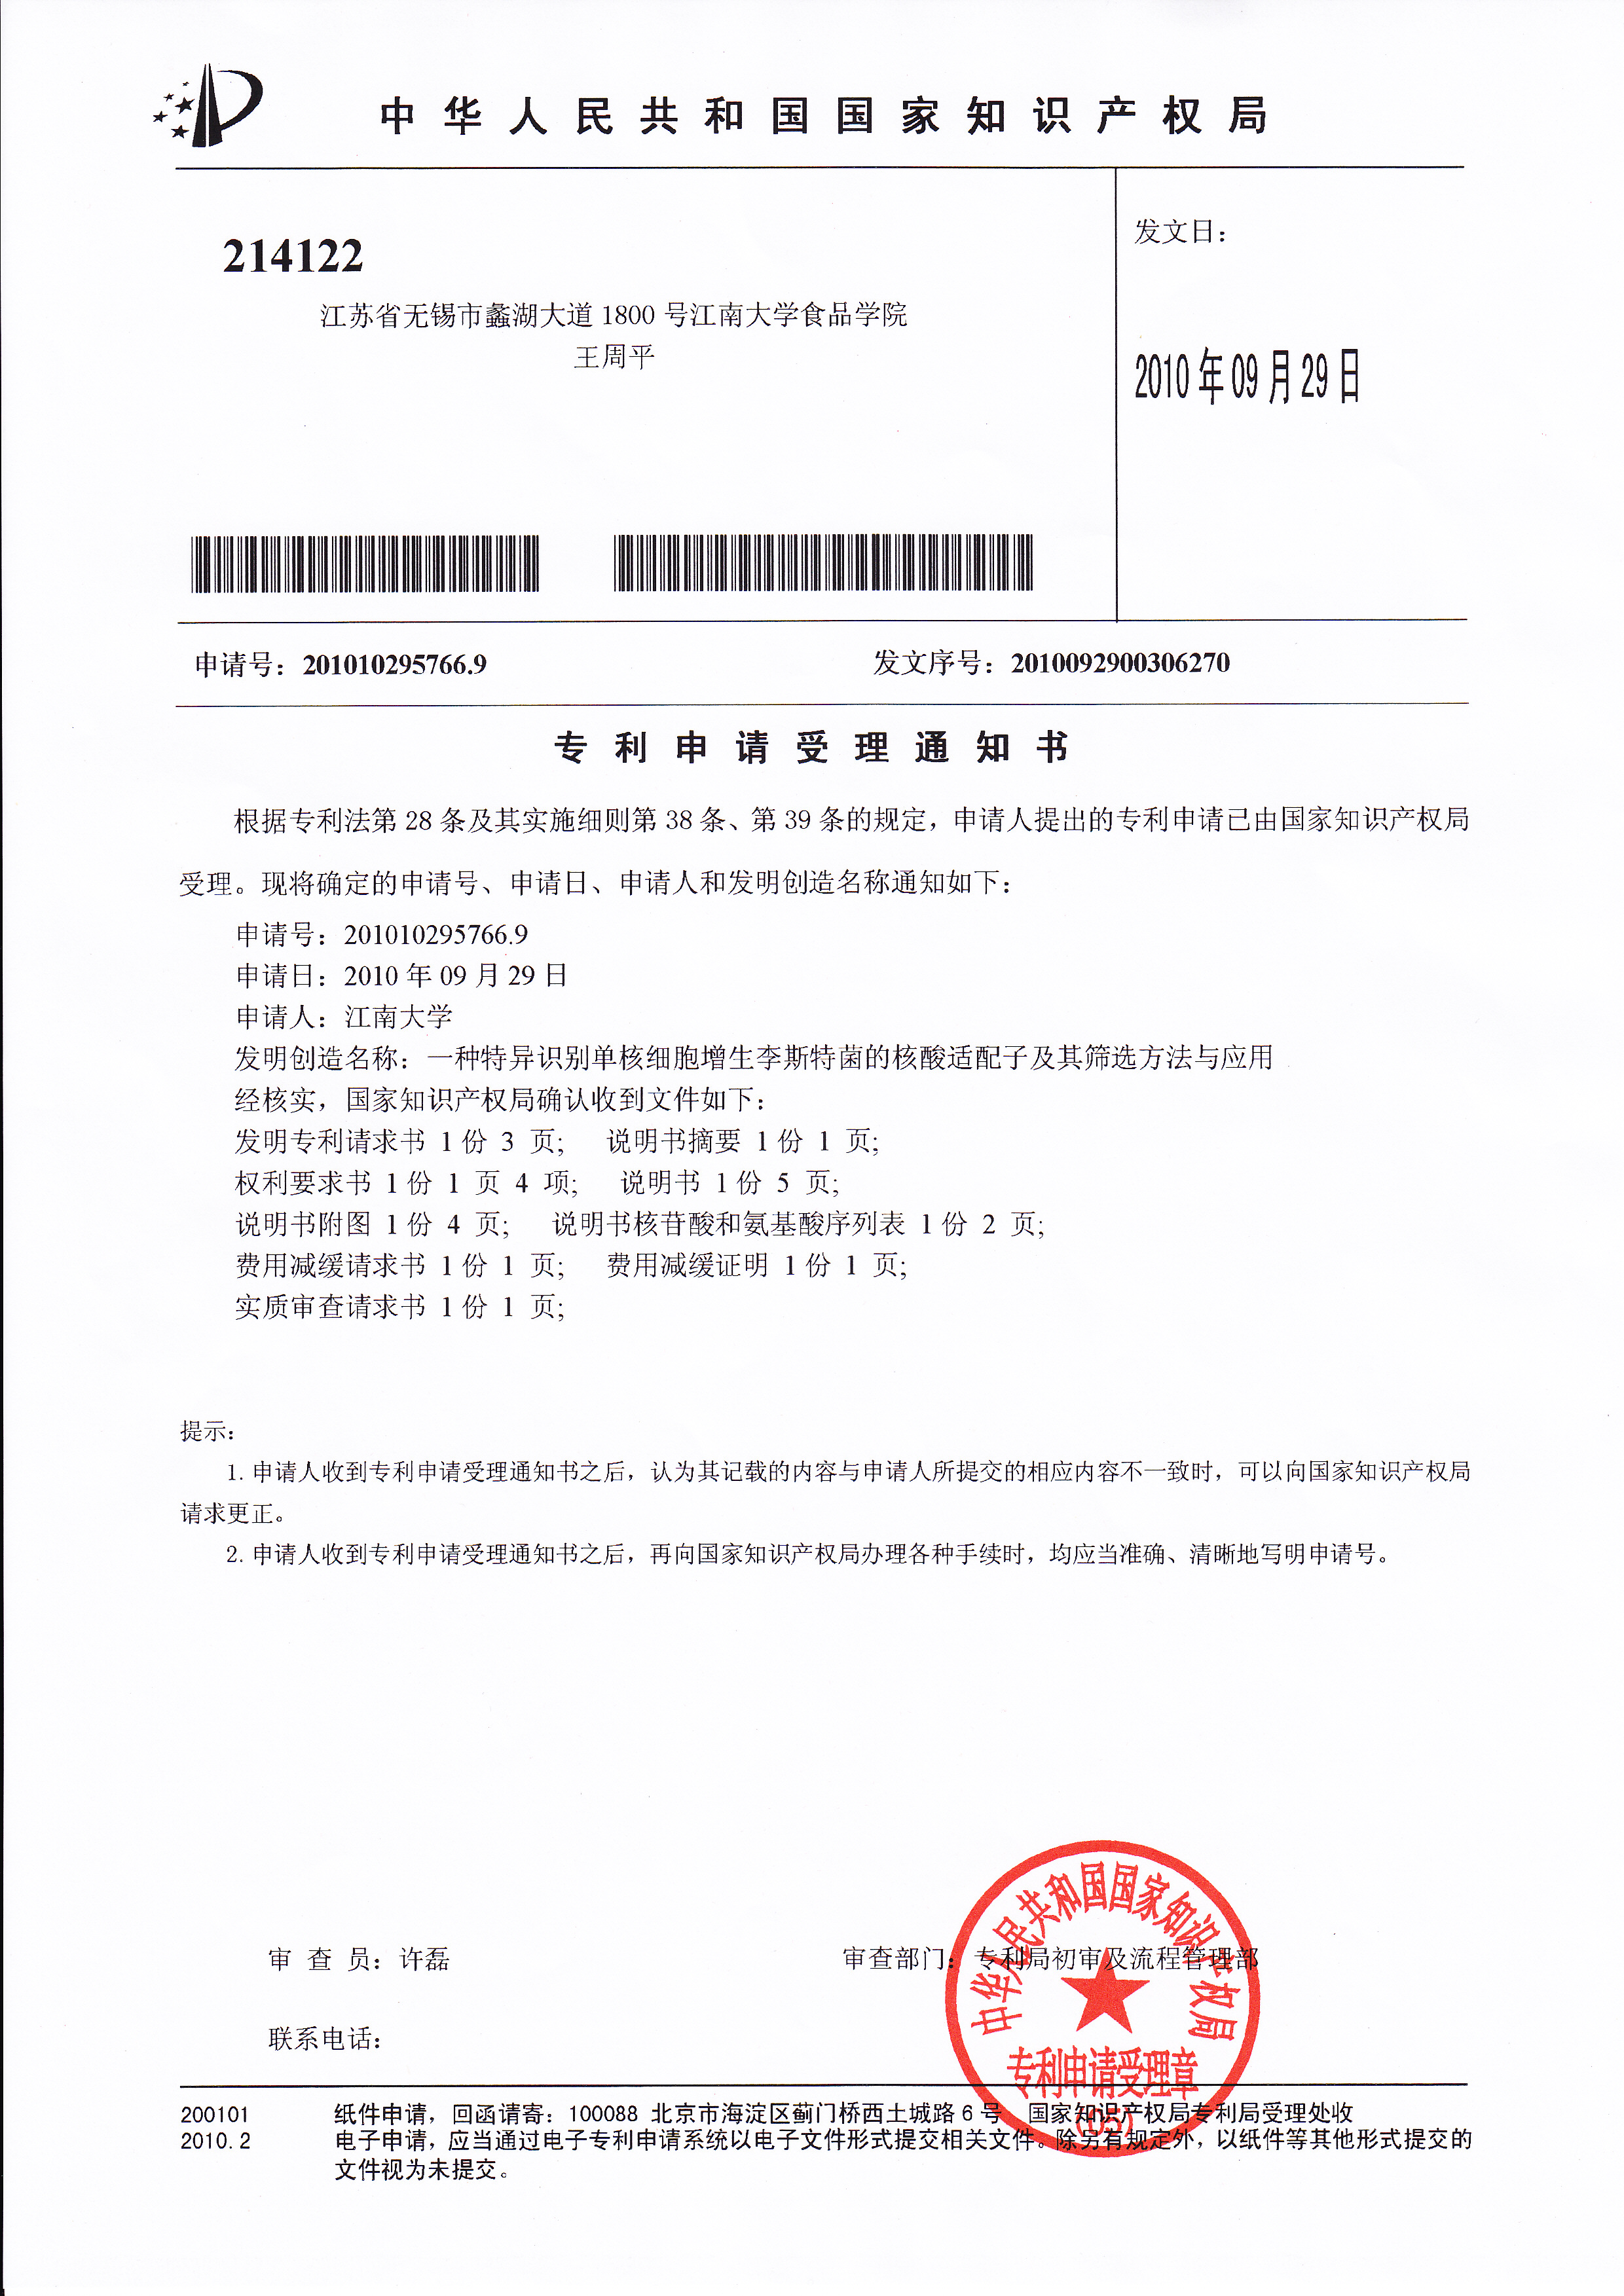 中华人民共和国国家知识产权局
214122
江苏省无锡市蠡湖大道 1800 号江南大学食品学院
王周平
发文日：
2010 年 09 月 29 日
申请号：201010295766.9
发文序号：2010092900306270
专利申请受理通知书
根据专利法第 28 条及其实施细则第 38 条、第 39 条的规定，申请人提出的专利申请已由国家知识产权局
受理。现将确定的申请号、申请日、申请人和发明创造名称通知如下：
申请号：201010295766.9
申请日：2010 年 09 月 29 日
申请人：江南大学
发明创造名称：一种特异识别单核细胞增生李斯特菌的核酸适配子及其筛选方法与应用
经核实，国家知识产权局确认收到文件如下：
发明专利请求书 1 份 3 页; 说明书摘要 1 份 1 页;
权利要求书 1 份 1 页 4 项; 说明书 1 份 5 页;
说明书附图 1 份 4 页; 说明书核苷酸和氨基酸序列表 1 份 2 页;
费用减缓请求书 1 份 1 页; 费用减缓证明 1 份 1 页;
实质审查请求书 1 份 1 页;
提示：
1. 申请人收到专利申请受理通知书之后，认为其记载的内容与申请人所提交的相应内容不一致时，可以向国家知识产权局
请求更正。
2. 申请人收到专利申请受理通知书之后，再向国家知识产权局办理各种手续时，均应当准确、清晰地写明申请号。
审 查 员：许磊
审查部门：专利局初审及流程管理部
联系电话：
中华人民共和国国家知识产权局
专利申请受理章
(05)
200101 纸件申请，回函请寄：100088 北京市海淀区蓟门桥西土城路 6 号 国家知识产权局专利局受理处收
2010.2 电子申请，应当通过电子专利申请系统以电子文件形式提交相关文件。除另有规定外，以纸件等其他形式提交的
文件视为未提交。